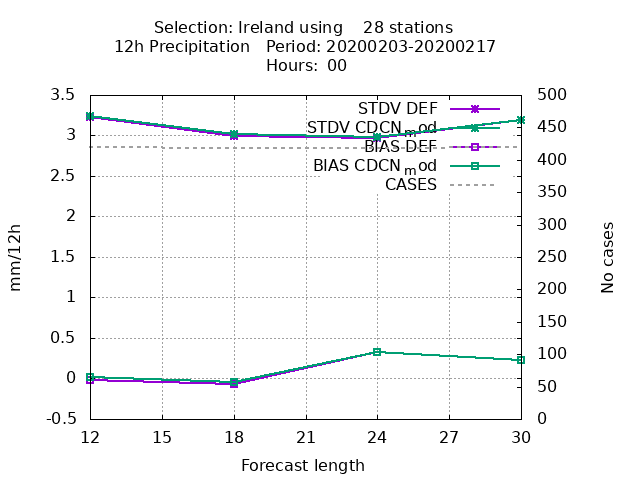 Selection: Ireland using    28 stations
12h Precipitation   Period: 20200203-20200217
Hours:  00
3.5
3
2.5
2
1.5
1
0.5
0
-0.5
mm/12h
STDV DEF
STDV CDCNmod
BIAS DEF
BIAS CDCNmod
CASES
500
450
400
350
300
250
200
150
100
50
0
No cases
12 15 18 21 24 27 30
Forecast length